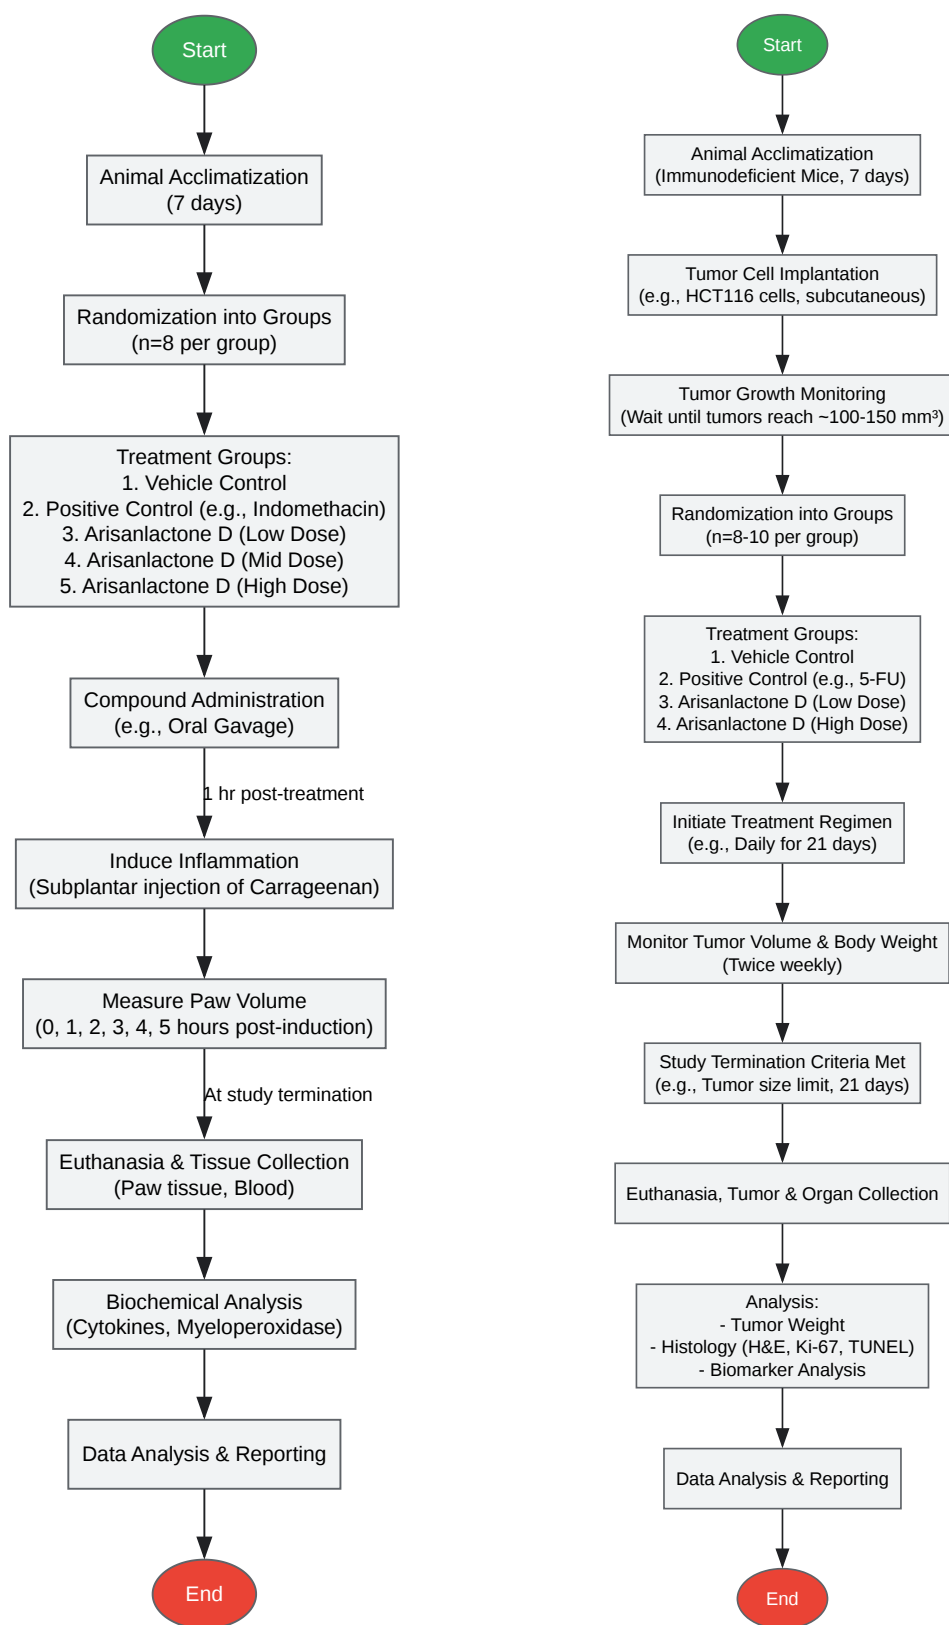 Start
Animal Acclimatization
(7 days)
Randomization into Groups
(n=8 per group)
Treatment Groups:
1. Vehicle Control
2. Positive Control (e.g., Indomethacin)
3. Arisanlactone D (Low Dose)
4. Arisanlactone D (Mid Dose)
5. Arisanlactone D (High Dose)
Compound Administration
(e.g., Oral Gavage)
1 hr post-treatment
Induce Inflammation
(Subplantar injection of Carrageenan)
Measure Paw Volume
(0, 1, 2, 3, 4, 5 hours post-induction)
At study termination
Euthanasia & Tissue Collection
(Paw tissue, Blood)
Biochemical Analysis
(Cytokines, Myeloperoxidase)
Data Analysis & Reporting
End
Start
Animal Acclimatization
(Immunodeficient Mice, 7 days)
Tumor Cell Implantation
(e.g., HCT116 cells, subcutaneous)
Tumor Growth Monitoring
(Wait until tumors reach ~100-150 mm³)
Randomization into Groups
(n=8-10 per group)
Treatment Groups:
1. Vehicle Control
2. Positive Control (e.g., 5-FU)
3. Arisanlactone D (Low Dose)
4. Arisanlactone D (High Dose)
Initiate Treatment Regimen
(e.g., Daily for 21 days)
Monitor Tumor Volume & Body Weight
(Twice weekly)
Study Termination Criteria Met
(e.g., Tumor size limit, 21 days)
Euthanasia, Tumor & Organ Collection
Analysis:
- Tumor Weight
- Histology (H&E, Ki-67, TUNEL)
- Biomarker Analysis
Data Analysis & Reporting
End